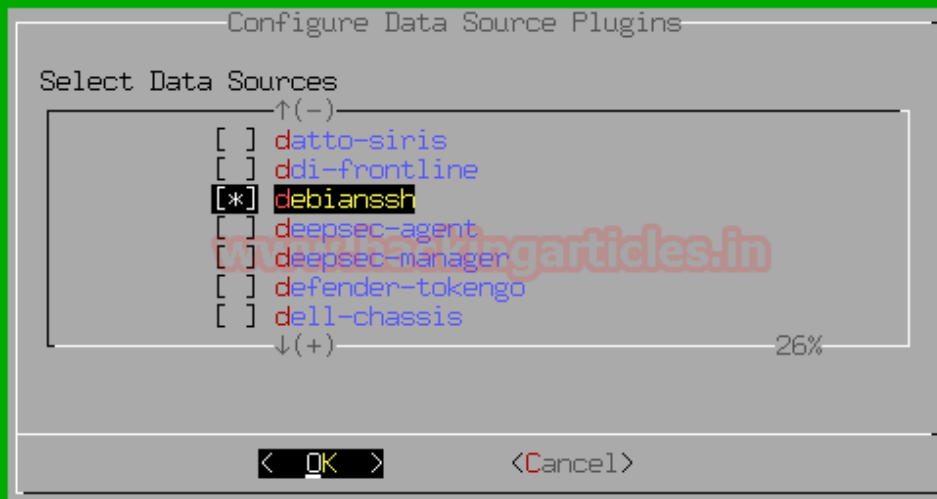 Configure Data Source Plugins
Select Data Sources
↑(-)
[ ] datto-siris
[ ] ddi-frontline
[*] debianssh
[ ] deepsec-agent
[ ] deepsec-manager
www.hackingarticles.in
[ ] defender-tokengo
[ ] dell-chassis
↓(+) 26%
< OK > <Cancel>